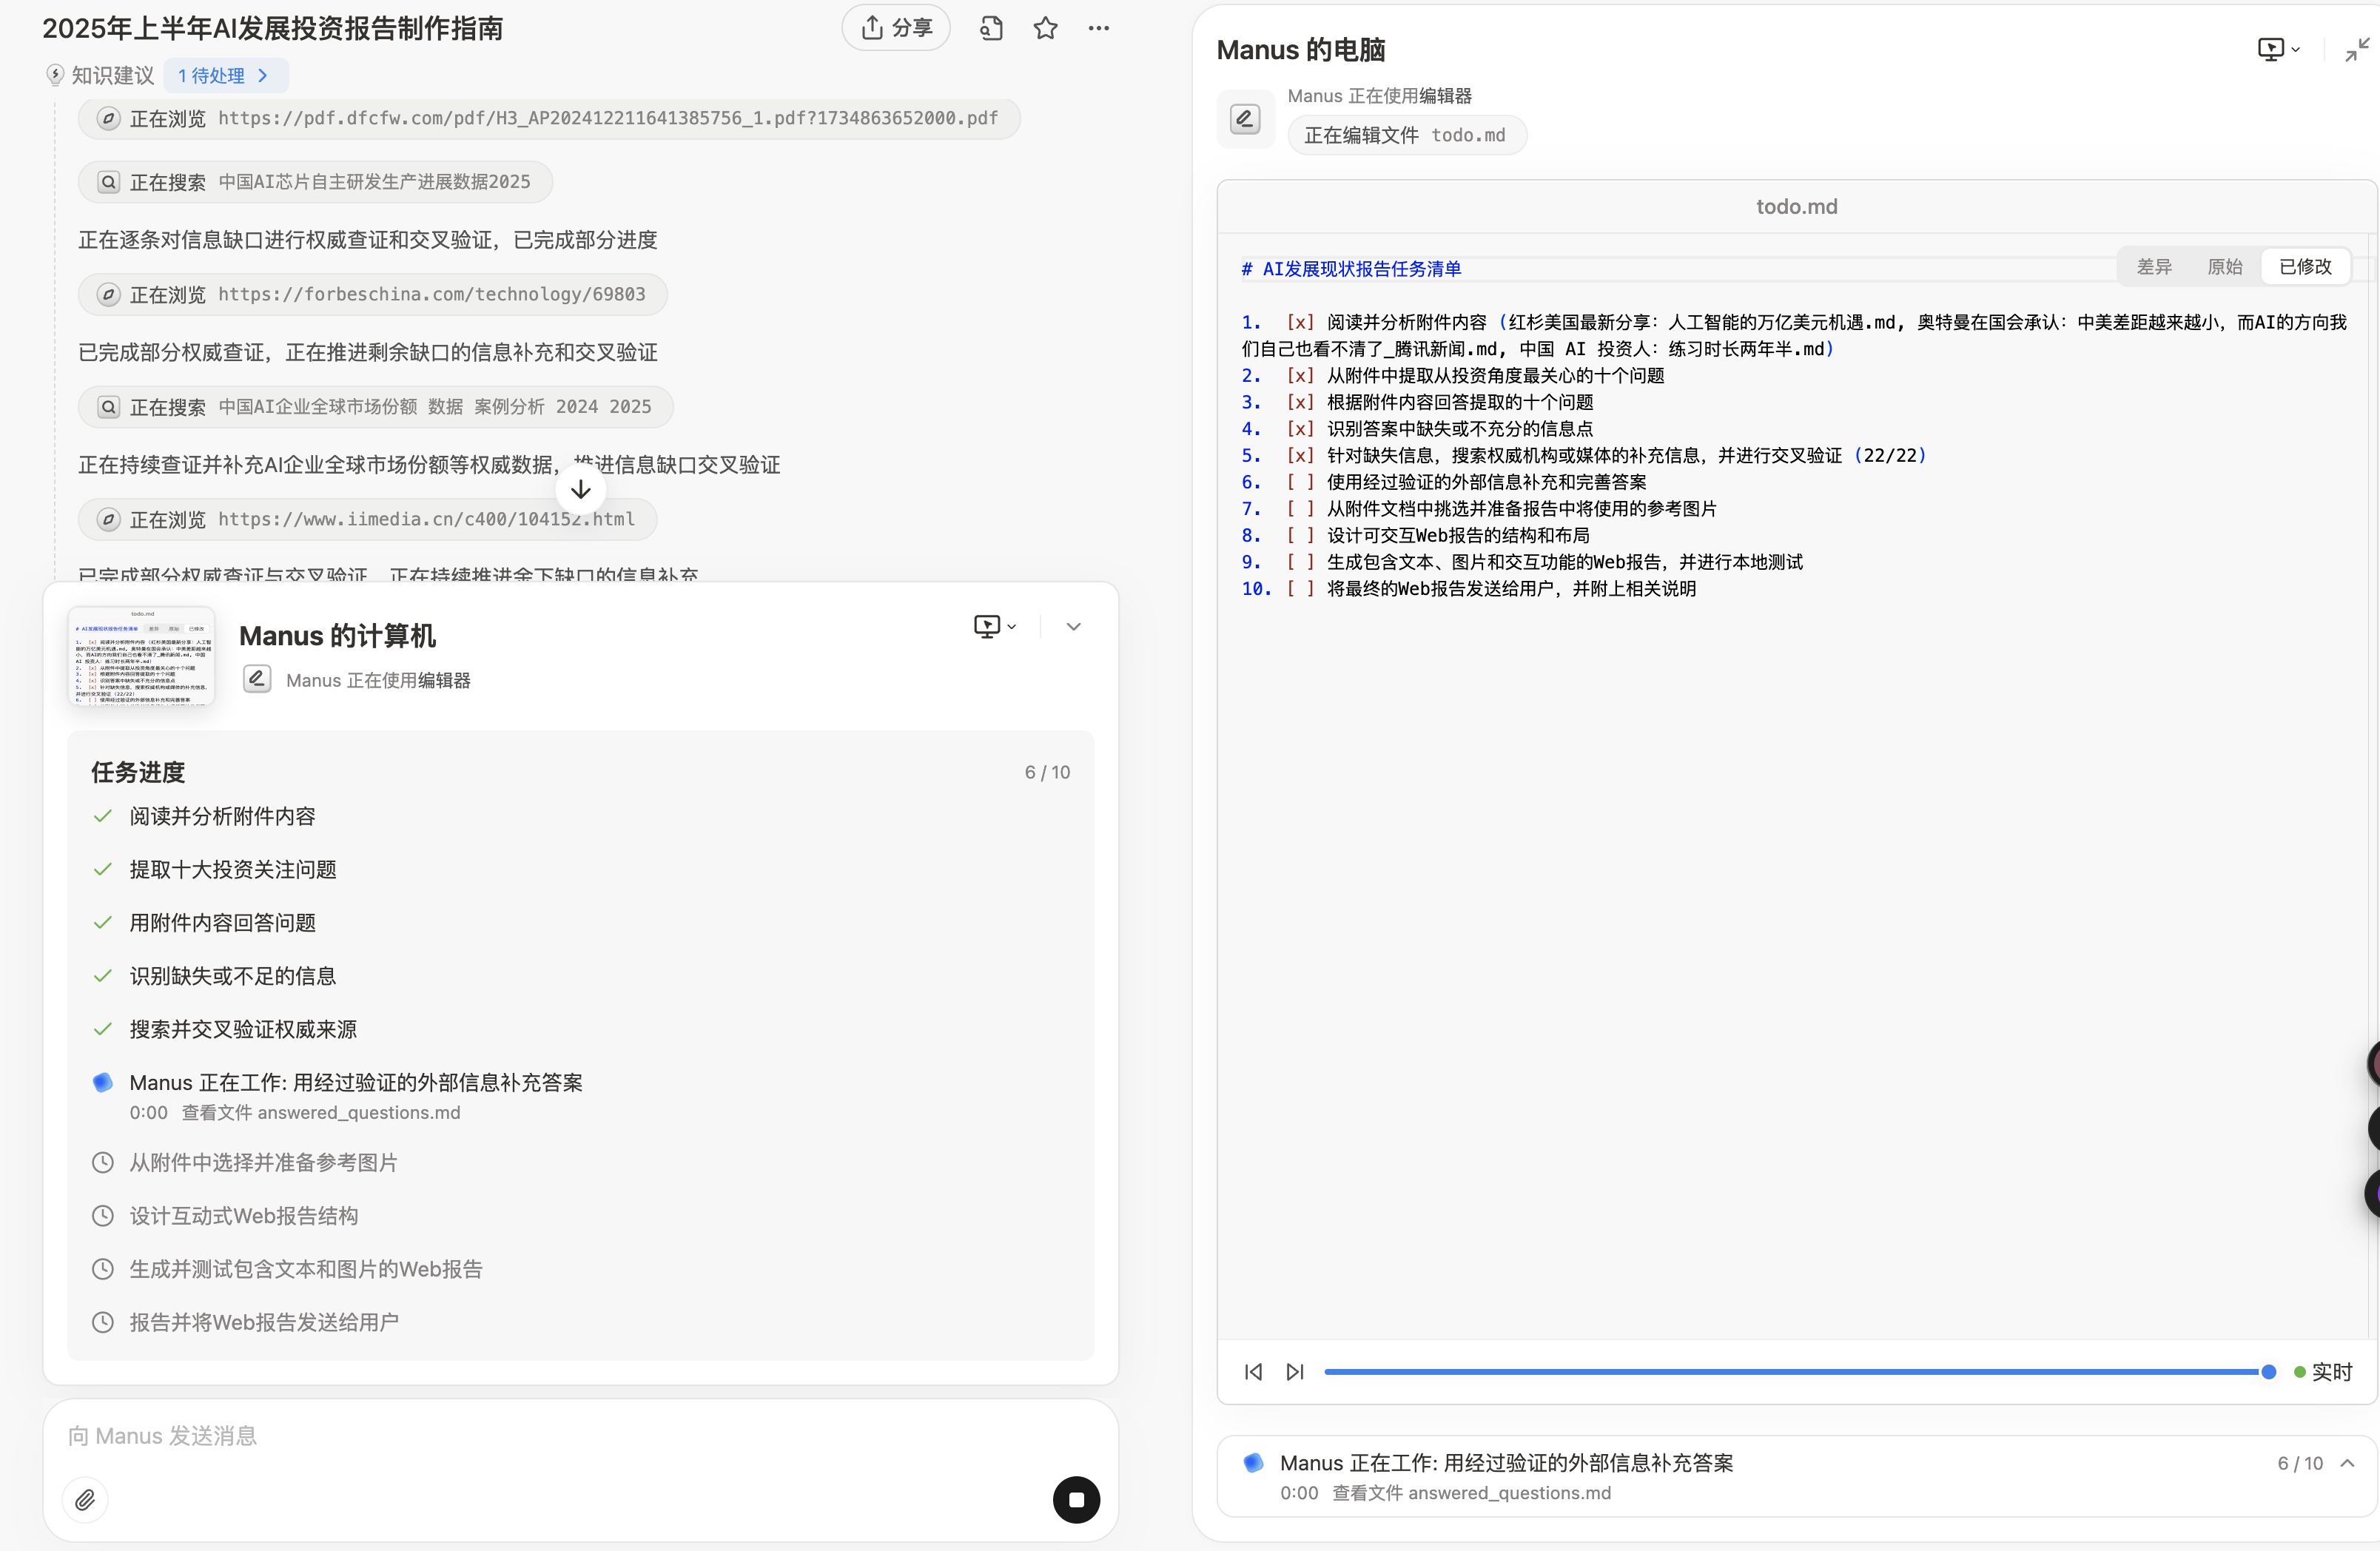 2025年上半年AI发展投资报告制作指南
分享
知识建议
1 待处理
正在浏览 https://pdf.dfcfw.com/pdf/H3_AP202412211641385756_1.pdf?1734863652000.pdf
正在搜索 中国AI芯片自主研发生产进展数据2025
正在逐条对信息缺口进行权威查证和交叉验证，已完成部分进度
正在浏览 https://forbeschina.com/technology/69803
已完成部分权威查证，正在推进剩余缺口的信息补充和交叉验证
正在搜索 中国AI企业全球市场份额 数据 案例分析 2024 2025
正在持续查证并补充AI企业全球市场份额等权威数据，推进信息缺口交叉验证
正在浏览 https://www.iimedia.cn/c400/104152.html
已完成部分权威查证与交叉验证，正在持续推进余下缺口的信息补充
Manus 的计算机
Manus 正在使用编辑器
任务进度
6 / 10
阅读并分析附件内容
提取十大投资关注问题
用附件内容回答问题
识别缺失或不足的信息
搜索并交叉验证权威来源
Manus 正在工作: 用经过验证的外部信息补充答案
0:00 查看文件 answered_questions.md
从附件中选择并准备参考图片
设计互动式Web报告结构
生成并测试包含文本和图片的Web报告
报告并将Web报告发送给用户
向 Manus 发送消息
Manus 的电脑
Manus 正在使用编辑器
正在编辑文件 todo.md
todo.md
差异 原始 已修改
# AI发展现状报告任务清单
1. [x] 阅读并分析附件内容 (红杉美国最新分享：人工智能的万亿美元机遇.md, 奥特曼在国会承认：中美差距越来越小，而AI的方向我
们自己也看不清了_腾讯新闻.md, 中国 AI 投资人：练习时长两年半.md)
2. [x] 从附件中提取从投资角度最关心的十个问题
3. [x] 根据附件内容回答提取的十个问题
4. [x] 识别答案中缺失或不充分的信息点
5. [x] 针对缺失信息，搜索权威机构或媒体的补充信息，并进行交叉验证 (22/22)
6. [ ] 使用经过验证的外部信息补充和完善答案
7. [ ] 从附件文档中挑选并准备报告中将使用的参考图片
8. [ ] 设计可交互Web报告的结构和布局
9. [ ] 生成包含文本、图片和交互功能的Web报告，并进行本地测试
10. [ ] 将最终的Web报告发送给用户，并附上相关说明
实时
Manus 正在工作: 用经过验证的外部信息补充答案
6 / 10
0:00 查看文件 answered_questions.md